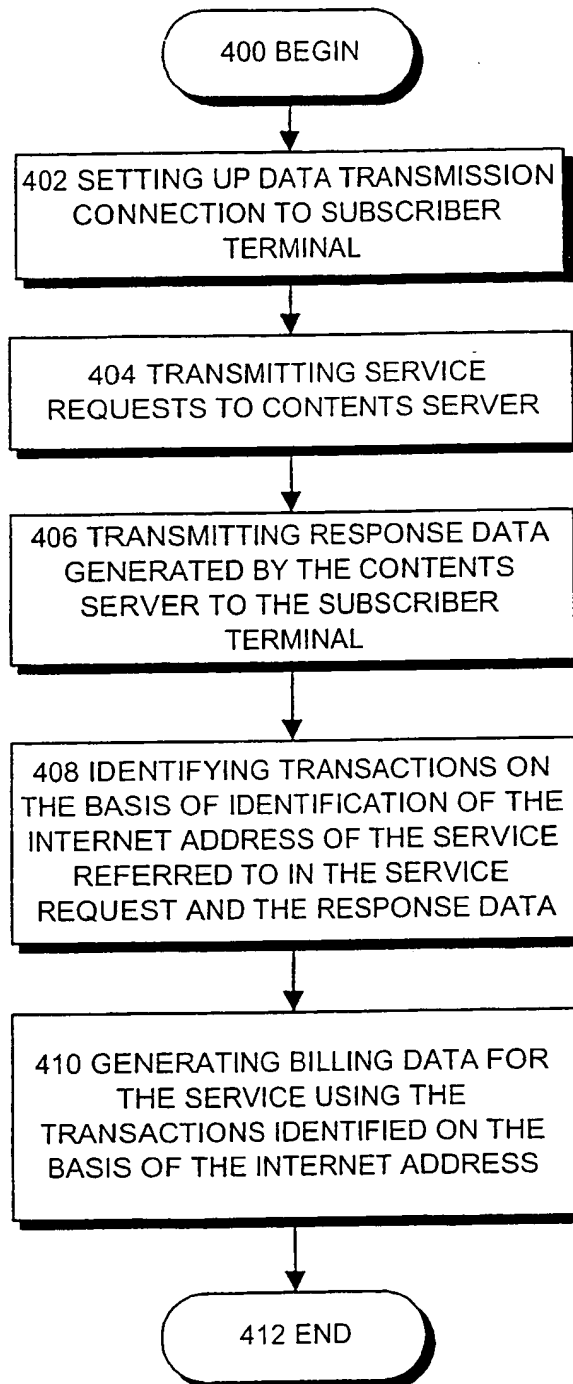 400 BEGIN
402 SETTING UP DATA TRANSMISSION
CONNECTION TO SUBSCRIBER
TERMINAL
404 TRANSMITTING SERVICE
REQUESTS TO CONTENTS SERVER
406 TRANSMITTING RESPONSE DATA
GENERATED BY THE CONTENTS
SERVER TO THE SUBSCRIBER
TERMINAL
408 IDENTIFYING TRANSACTIONS ON
THE BASIS OF IDENTIFICATION OF THE
INTERNET ADDRESS OF THE SERVICE
REFERRED TO IN THE SERVICE
REQUEST AND THE RESPONSE DATA
410 GENERATING BILLING DATA FOR
THE SERVICE USING THE
TRANSACTIONS IDENTIFIED ON THE
BASIS OF THE INTERNET ADDRESS
412 END